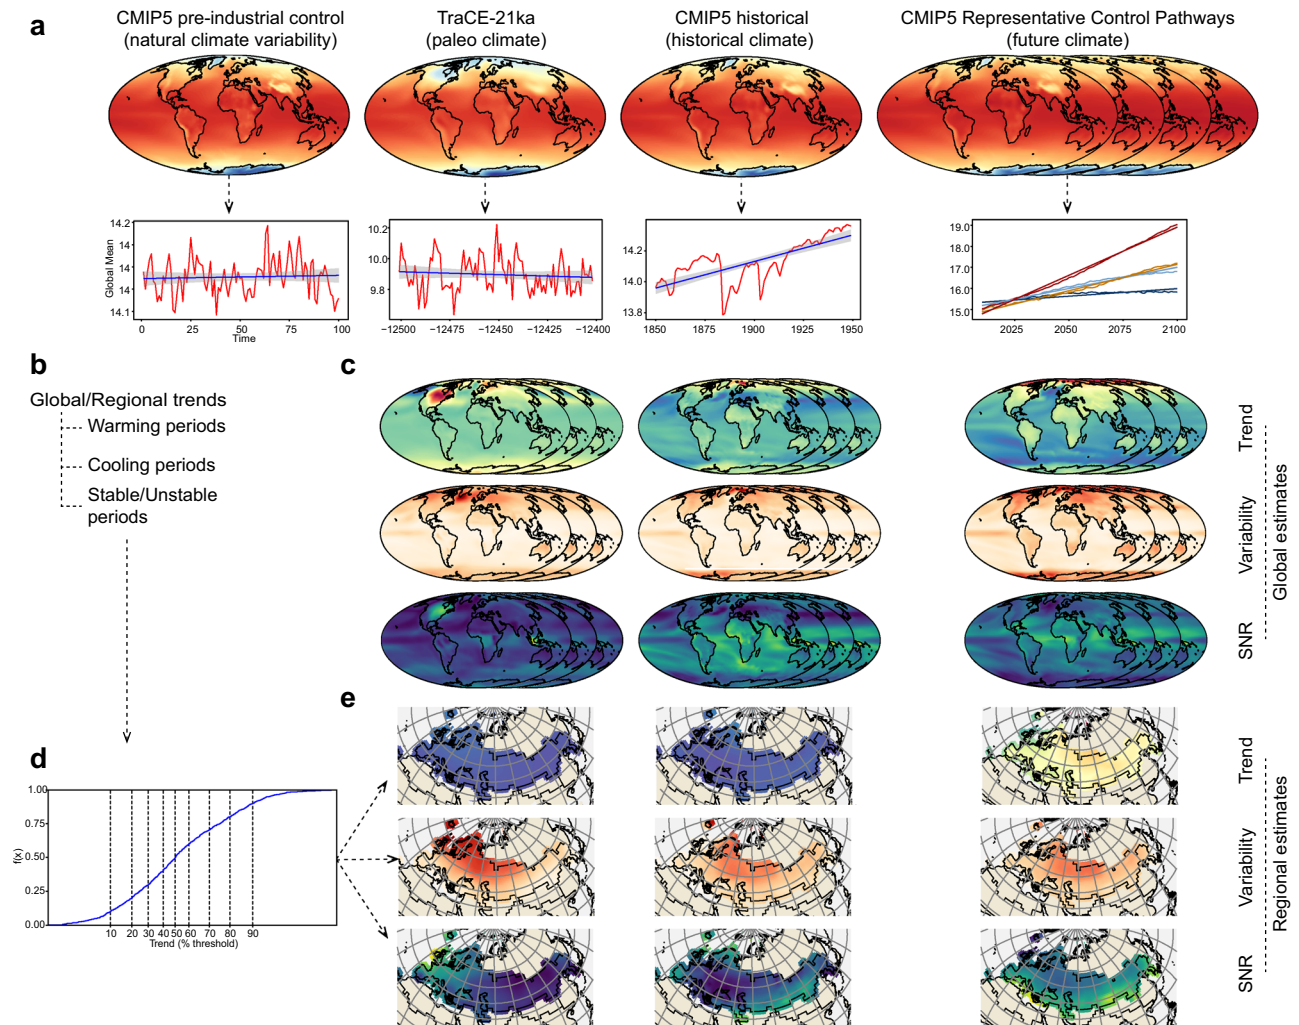 a
CMIP5 pre-industrial control
(natural climate variability)
TraCE-21ka
(paleo climate)
CMIP5 historical
(historical climate)
CMIP5 Representative Control Pathways
(future climate)
Global Mean
14.2
14
14
14
14.1
0
25
50
75
100
Time
10.2
9.9
9.8
−12500
−12475
−12450
−12425
−12400
14.2
14.0
13.8
1850
1875
1900
1925
1950
19.0
17.0
16.0
15.0
2025
2050
2075
2100
b
Global/Regional trends
Warming periods
Cooling periods
Stable/Unstable
periods
c
Trend
Variability
SNR
Global estimates
d
1.00
0.75
0.50
0.25
0.00
f(x)
10
20
30
40
50
60
70
80
90
Trend (% threshold)
e
Trend
Variability
SNR
Regional estimates